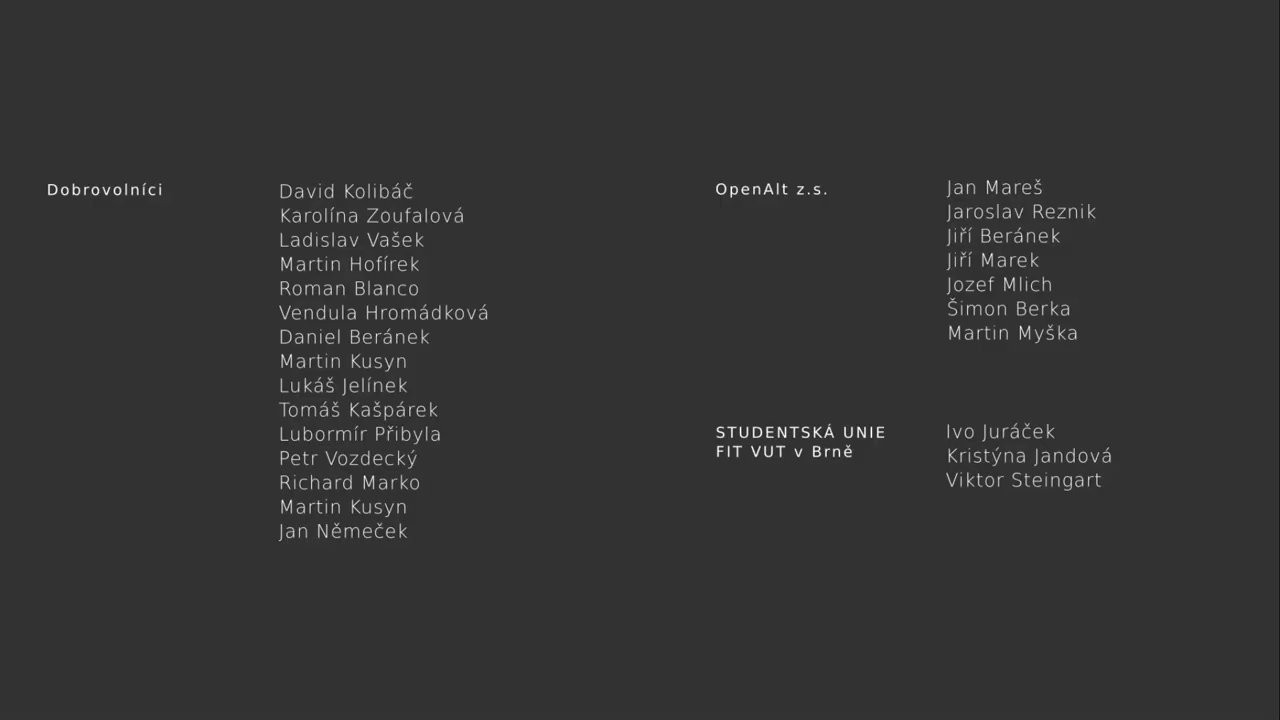 Dobrovolníci
David Kolibáč
Karolína Zoufalová
Ladislav Vašek
Martin Hofírek
Roman Blanco
Vendula Hromádková
Daniel Beránek
Martin Kusyn
Lukáš Jelínek
Tomáš Kašpárek
Lubormír Přibyla
Petr Vozdecký
Richard Marko
Martin Kusyn
Jan Němeček
OpenAlt z.s.
Jan Mareš
Jaroslav Reznik
Jiří Beránek
Jiří Marek
Jozef Mlich
Šimon Berka
Martin Myška
STUDENTSKÁ UNIE
FIT VUT v Brně
Ivo Juráček
Kristýna Jandová
Viktor Steingart